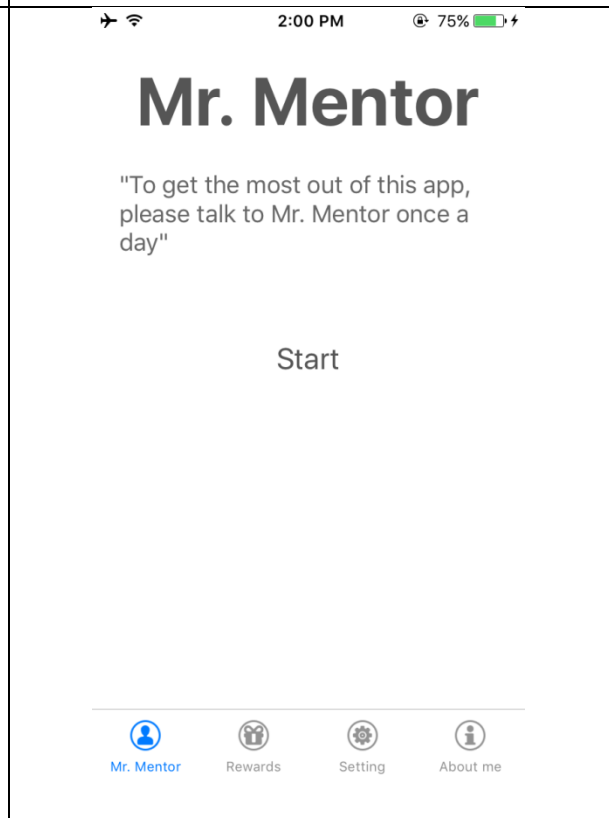 2:00 PM 75%
Mr. Mentor
"To get the most out of this app,
please talk to Mr. Mentor once a
day"
Start
Mr. Mentor Rewards Setting About me